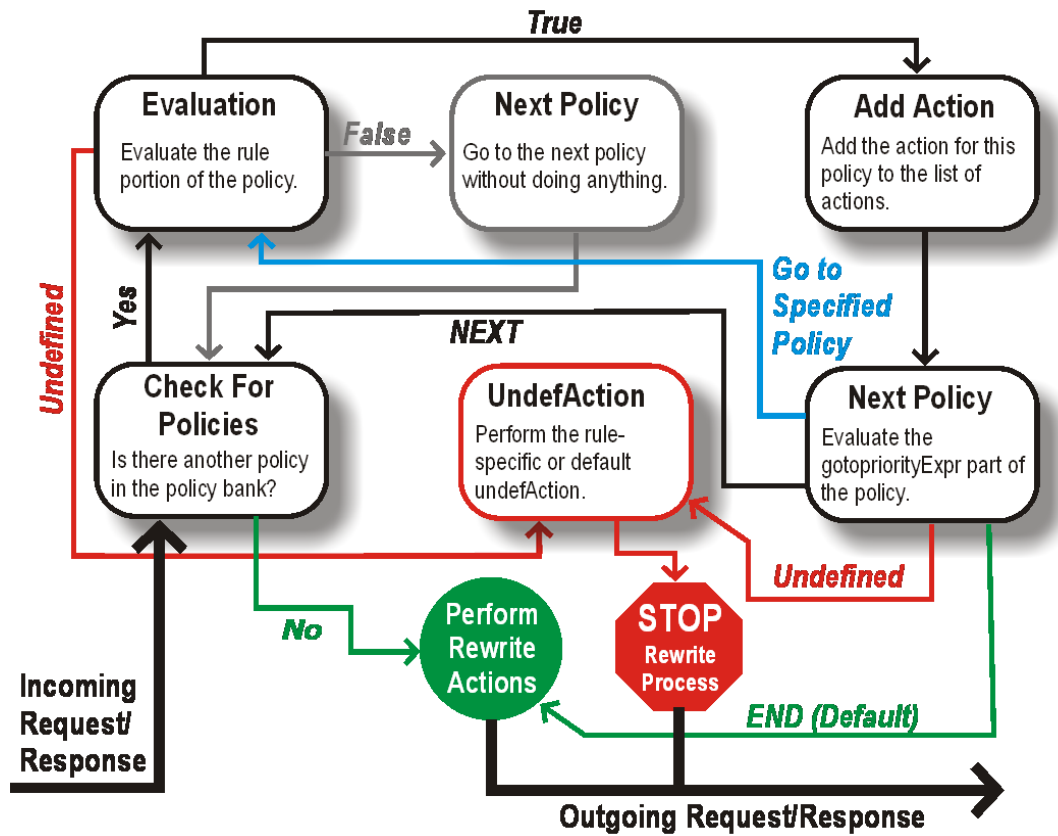 True
Evaluation
Evaluate the rule
portion of the policy.
False
Next Policy
Go to the next policy
without doing anything.
Add Action
Add the action for this
policy to the list of
actions.
Undefined
Yes
Go to
Specified
Policy
NEXT
Check For
Policies
Is there another policy
in the policy bank?
UndefAction
Perform the rule-
specific or default
undefAction.
Next Policy
Evaluate the
gotopriorityExpr part of
the policy.
Undefined
No
Perform
Rewrite
Actions
STOP
Rewrite
Process
Incoming
Request/
Response
END (Default)
Outgoing Request/Response